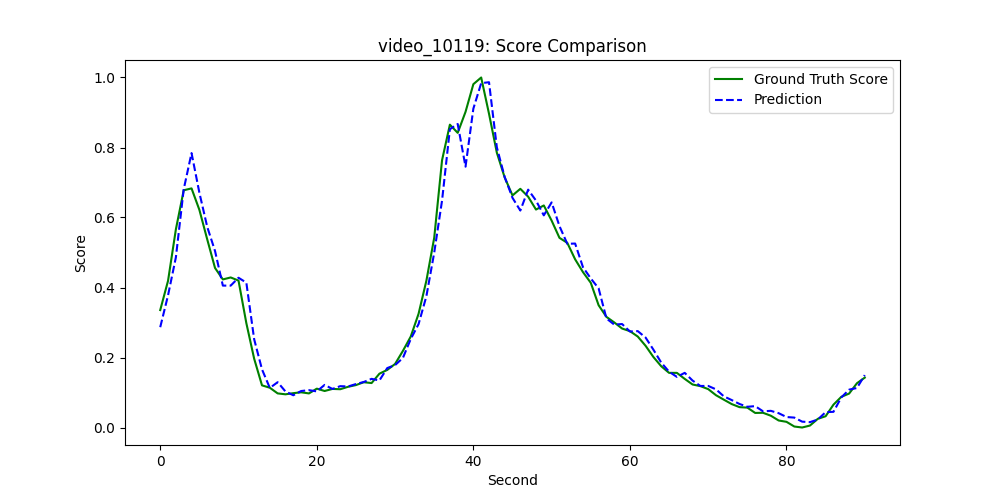 video_10119: Score Comparison
Ground Truth Score
Prediction
1.0
0.8
0.6
0.4
0.2
0.0
Score
0 20 40 60 80
Second